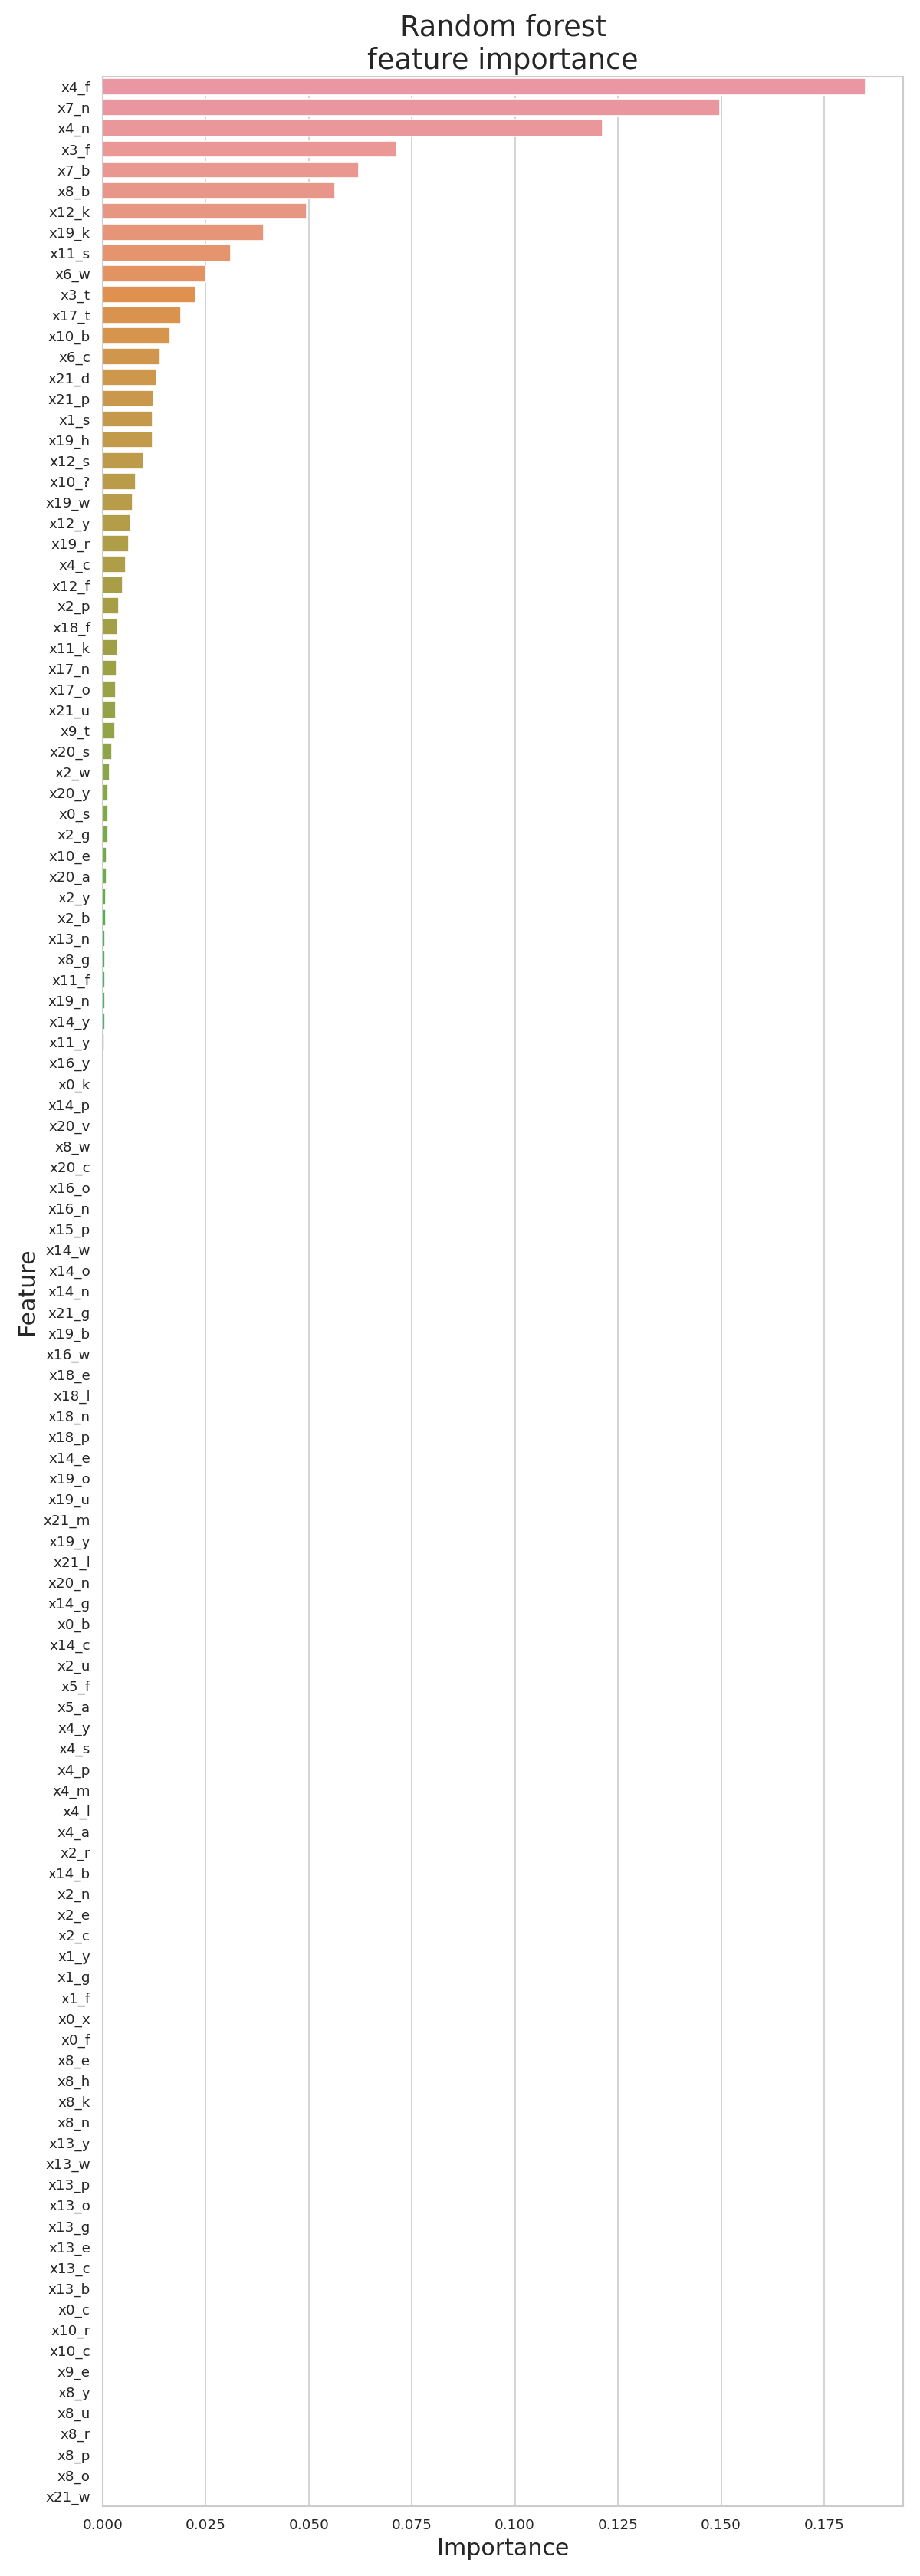 Random forest
feature importance
x4_f
x7_n
x4_n
x3_f
x7_b
x8_b
x12_k
x19_k
x11_s
x6_w
x3_t
x17_t
x10_b
x6_c
x21_d
x21_p
x1_s
x19_h
x12_s
x10_?
x19_w
x12_y
x19_r
x4_c
x12_f
x2_p
x18_f
x11_k
x17_n
x17_o
x21_u
x9_t
x20_s
x2_w
x20_y
x0_s
x2_g
x10_e
x20_a
x2_y
x2_b
x13_n
x8_g
x11_f
x19_n
x14_y
x11_y
x16_y
x0_k
x14_p
x20_v
x8_w
x20_c
x16_o
x16_n
x15_p
x14_w
x14_o
x14_n
x21_g
x19_b
x16_w
x18_e
x18_l
x18_n
x18_p
x14_e
x19_o
x19_u
x21_m
x19_y
x21_l
x20_n
x14_g
x0_b
x14_c
x2_u
x5_f
x5_a
x4_y
x4_s
x4_p
x4_m
x4_l
x4_a
x2_r
x14_b
x2_n
x2_e
x2_c
x1_y
x1_g
x1_f
x0_x
x0_f
x8_e
x8_h
x8_k
x8_n
x13_y
x13_w
x13_p
x13_o
x13_g
x13_e
x13_c
x13_b
x0_c
x10_r
x10_c
x9_e
x8_y
x8_u
x8_r
x8_p
x8_o
x21_w
Feature
0.000 0.025 0.050 0.075 0.100 0.125 0.150 0.175
Importance